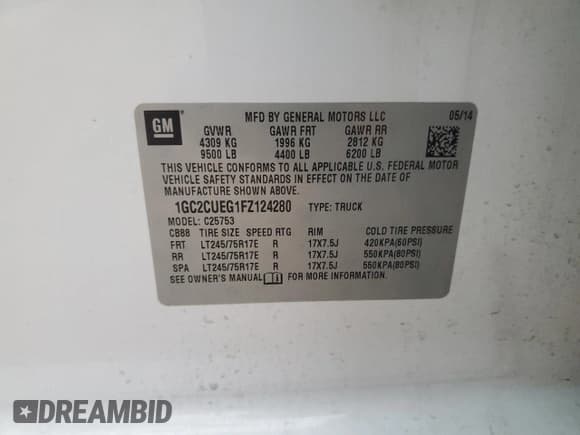 GM
MFD BY GENERAL MOTORS LLC 05/14
GVWR GAWR FRT GAWR RR
4309 KG 1996 KG 2812 KG
9500 LB 4400 LB 6200 LB
THIS VEHICLE CONFORMS TO ALL APPLICABLE U.S. FEDERAL MOTOR
VEHICLE SAFETY STANDARDS IN EFFECT ON THE DATE OF
MANUFACTURE SHOWN ABOVE.
1GC2CUEG1FZ124280 TYPE: TRUCK
MODEL: C25753
CB88 TIRE SIZE SPEED RTG RIM COLD TIRE PRESSURE
FRT LT245/75R17E R 17X7.5J 420KPA(60PSI)
RR LT245/75R17E R 17X7.5J 550KPA(80PSI)
SPA LT245/75R17E R 17X7.5J 550KPA(80PSI)
SEE OWNER'S MANUAL FOR MORE INFORMATION.
DREAMBID